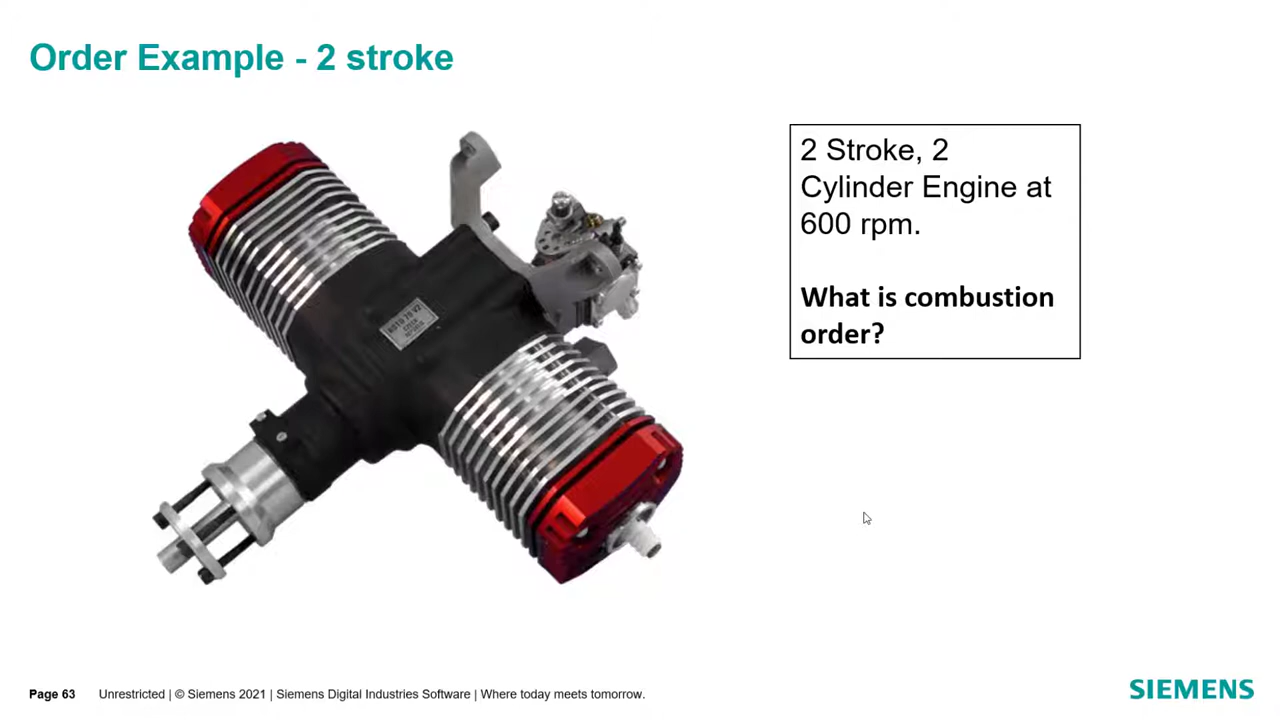 Order Example - 2 stroke
2 Stroke, 2
Cylinder Engine at
600 rpm.
What is combustion
order?
Page 63 Unrestricted | © Siemens 2021 | Siemens Digital Industries Software | Where today meets tomorrow.
SIEMENS